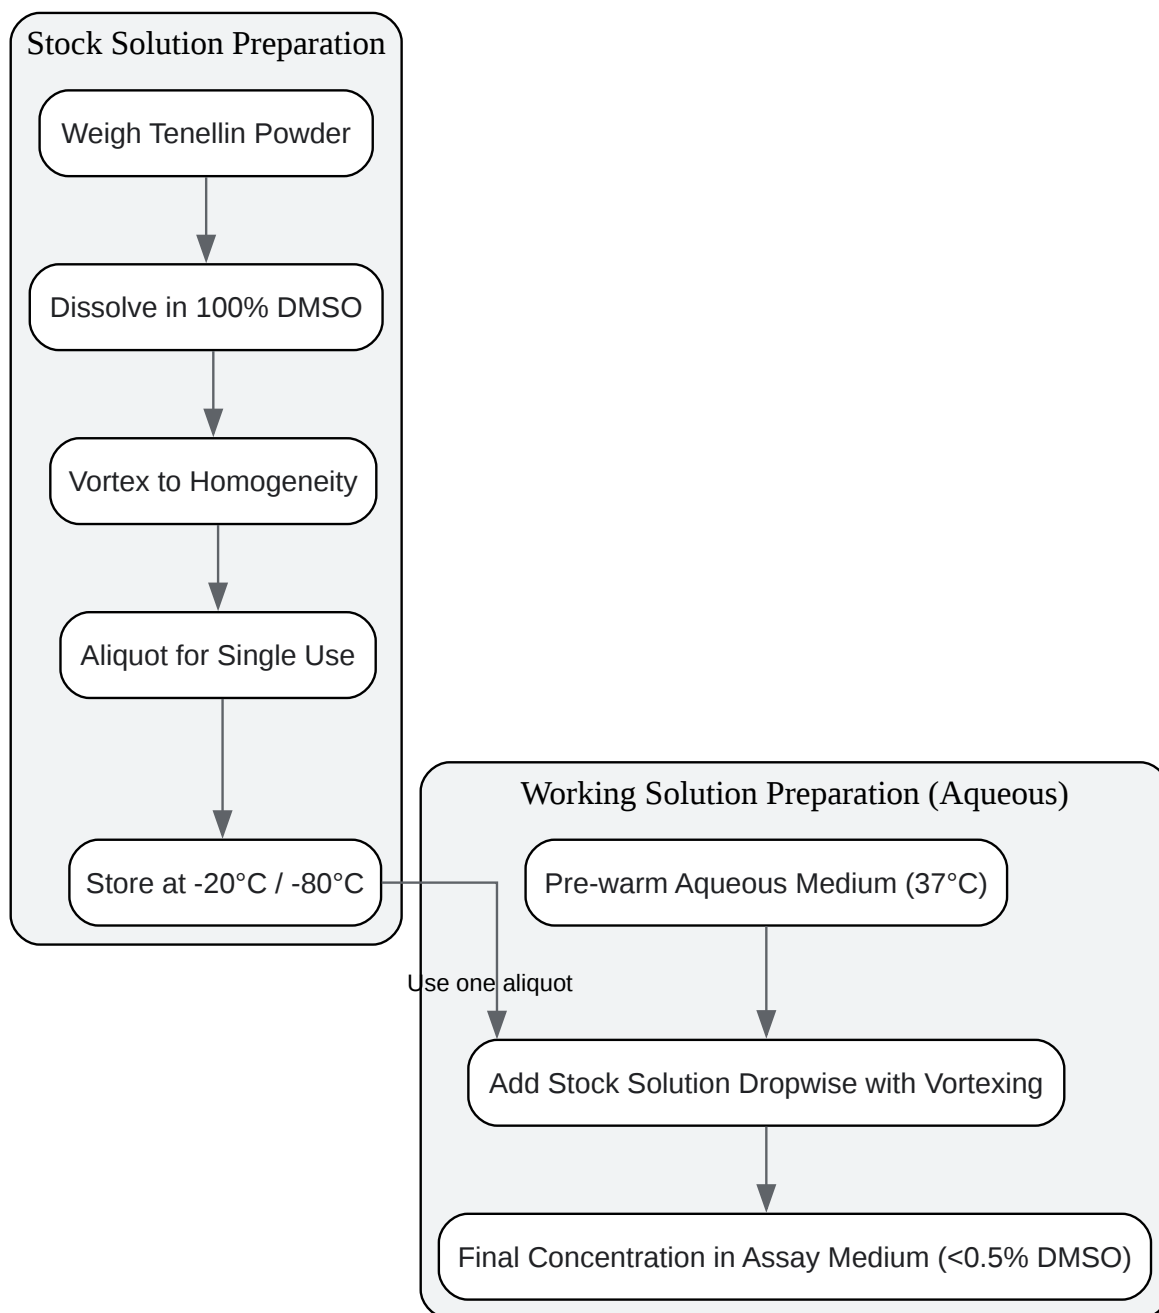 Stock Solution Preparation
Weigh Tenellin Powder
Dissolve in 100% DMSO
Vortex to Homogeneity
Aliquot for Single Use
Store at -20°C / -80°C
Use one aliquot
Working Solution Preparation (Aqueous)
Pre-warm Aqueous Medium (37°C)
Add Stock Solution Dropwise with Vortexing
Final Concentration in Assay Medium (<0.5% DMSO)